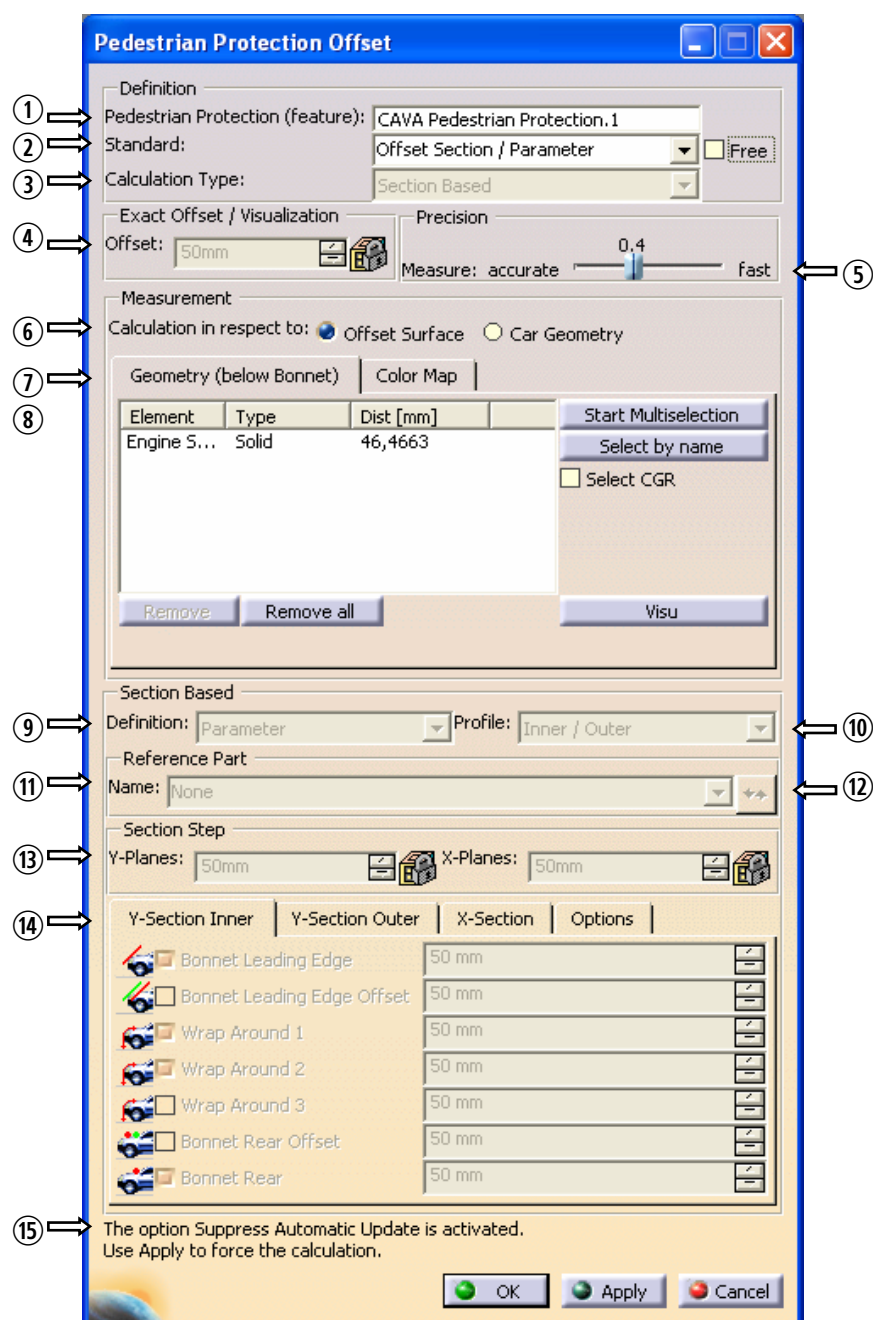 Pedestrian Protection Offset
Definition
① Pedestrian Protection (feature): CAVA Pedestrian Protection.1
② Standard: Offset Section / Parameter Free
③ Calculation Type: Section Based
Exact Offset / Visualization Precision
④ Offset: 50mm 0.4
Measure: accurate fast ⑤
Measurement
⑥ Calculation in respect to: Offset Surface Car Geometry
⑦ Geometry (below Bonnet) Color Map
⑧ Element Type Dist [mm] Start Multiselection
Engine S... Solid 46,4663 Select by name
Select CGR
Remove Remove all Visu
Section Based
⑨ Definition: Parameter Profile: Inner / Outer ⑩
Reference Part
⑪ Name: None ⑫
Section Step
⑬ Y-Planes: 50mm X-Planes: 50mm
⑭ Y-Section Inner Y-Section Outer X-Section Options
Bonnet Leading Edge 50 mm
Bonnet Leading Edge Offset 50 mm
Wrap Around 1 50 mm
Wrap Around 2 50 mm
Wrap Around 3 50 mm
Bonnet Rear Offset 50 mm
Bonnet Rear 50 mm
⑮ The option Suppress Automatic Update is activated.
Use Apply to force the calculation.
OK Apply Cancel